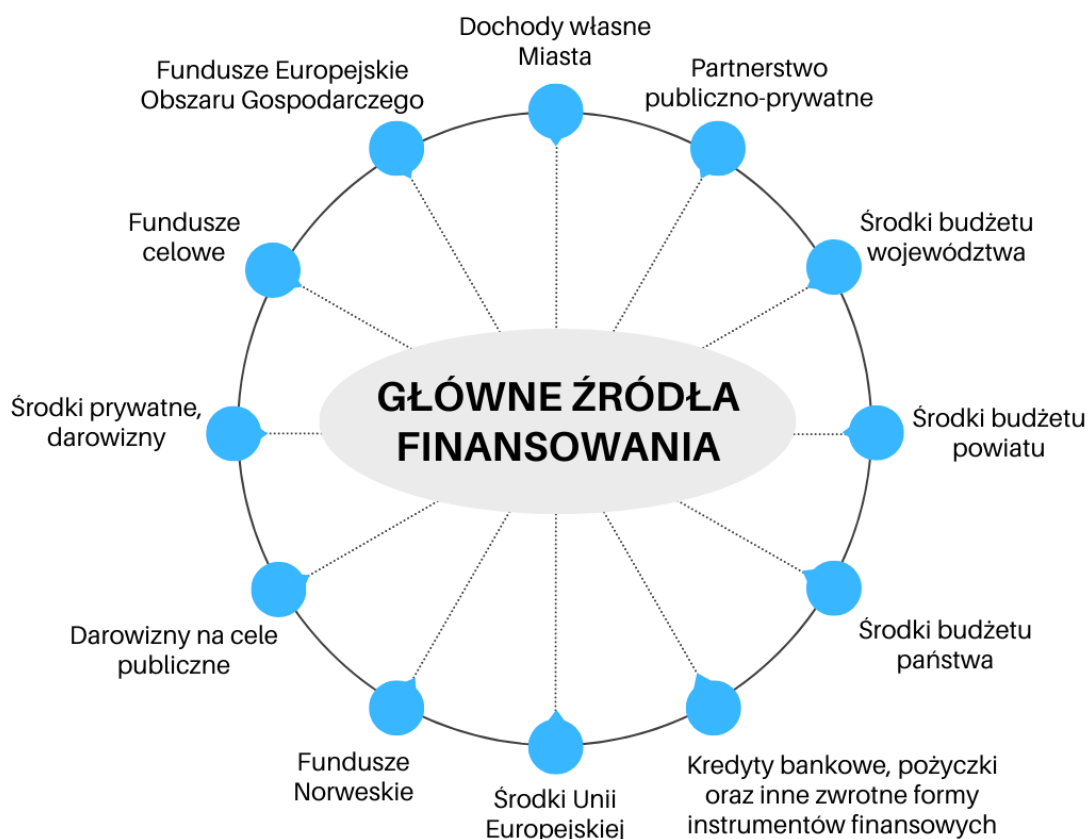 Dochody własne
Miasta
Partnerstwo
publiczno-prywatne
Środki budżetu
województwa
Środki budżetu
powiatu
Środki budżetu
państwa
Kredyty bankowe, pożyczki
oraz inne zwrotne formy
instrumentów finansowych
Środki Unii
Europejskiej
Fundusze
Norweskie
Darowizny na cele
publiczne
Środki prywatne,
darowizny
Fundusze
celowe
Fundusze Europejskie
Obszaru Gospodarczego
GŁÓWNE ŹRÓDŁA
FINANSOWANIA